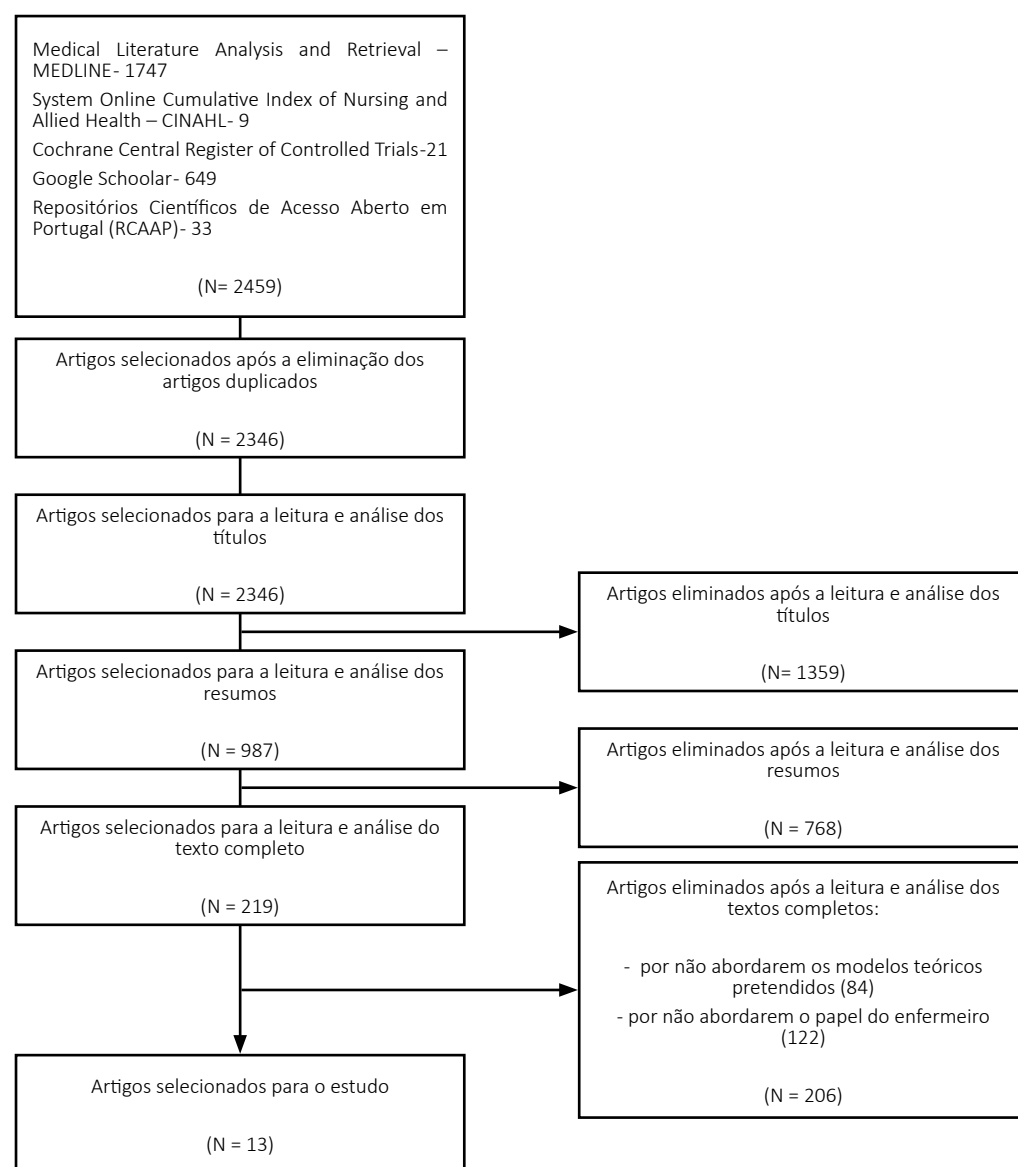 Medical Literature Analysis and Retrieval –
MEDLINE- 1747
System Online Cumulative Index of Nursing and
Allied Health – CINAHL- 9
Cochrane Central Register of Controlled Trials-21
Google Schoolar- 649
Repositórios Científicos de Acesso Aberto em
Portugal (RCAAP)- 33
(N= 2459)
Artigos selecionados após a eliminação dos
artigos duplicados
(N = 2346)
Artigos selecionados para a leitura e análise dos
títulos
(N = 2346)
Artigos eliminados após a leitura e análise dos
títulos
(N= 1359)
Artigos selecionados para a leitura e análise dos
resumos
(N = 987)
Artigos eliminados após a leitura e análise dos
resumos
(N = 768)
Artigos selecionados para a leitura e análise do
texto completo
(N = 219)
Artigos eliminados após a leitura e análise dos
textos completos:
- por não abordarem os modelos teóricos
pretendidos (84)
- por não abordarem o papel do enfermeiro
(122)
(N = 206)
Artigos selecionados para o estudo
(N = 13)